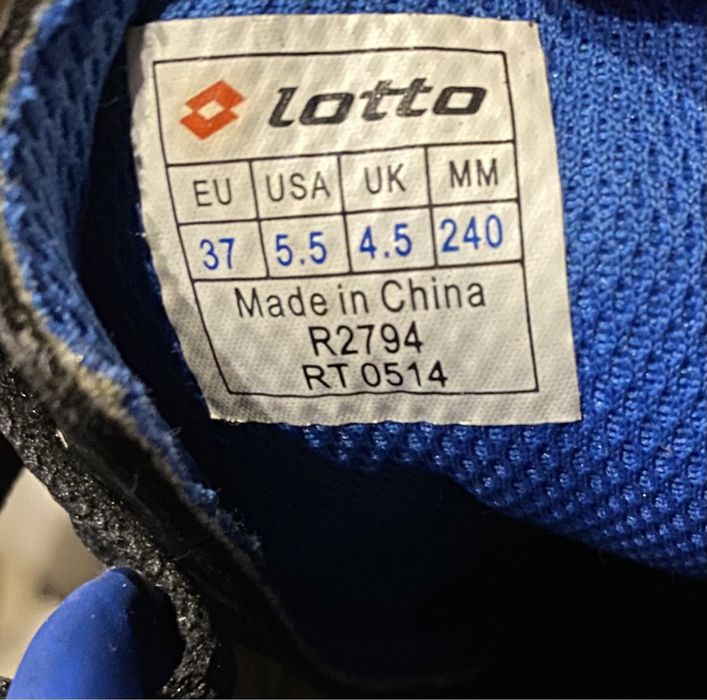 lotto
EU USA UK MM
37 5.5 4.5 240
Made in China
R2794
RT 0514